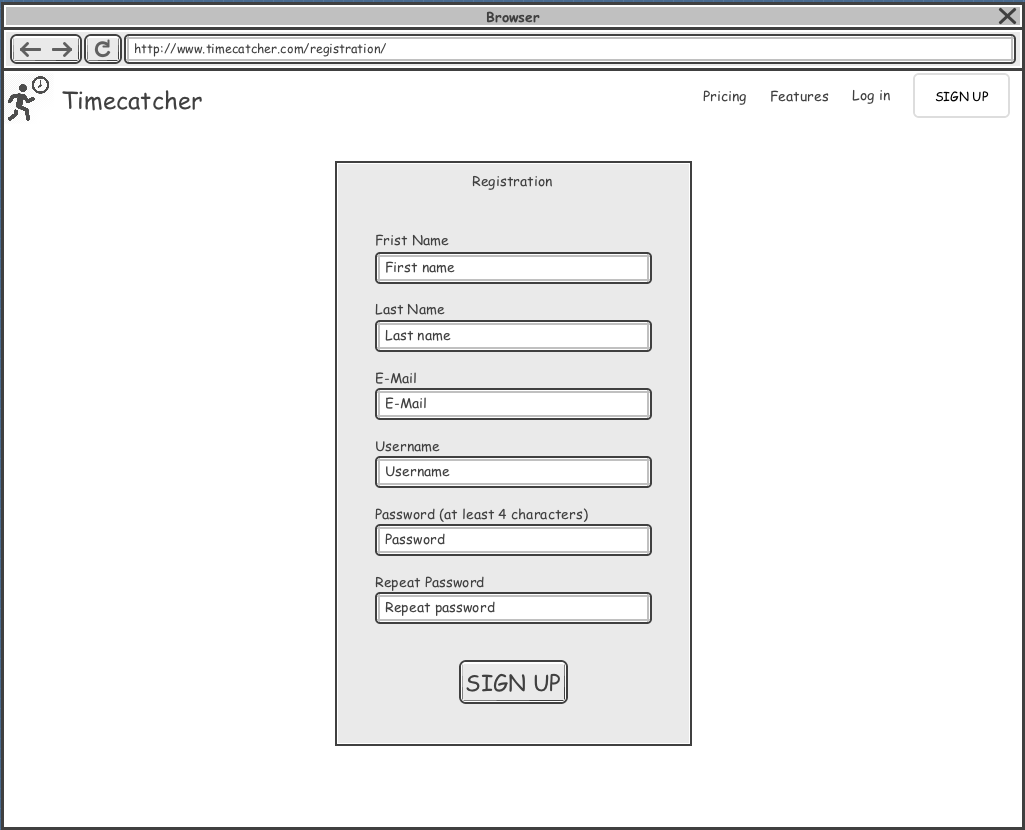 Browser
http://www.timecatcher.com/registration/
Timecatcher
Pricing Features Log in SIGN UP
Registration
Frist Name
First name
Last Name
Last name
E-Mail
E-Mail
Username
Username
Password (at least 4 characters)
Password
Repeat Password
Repeat password
SIGN UP